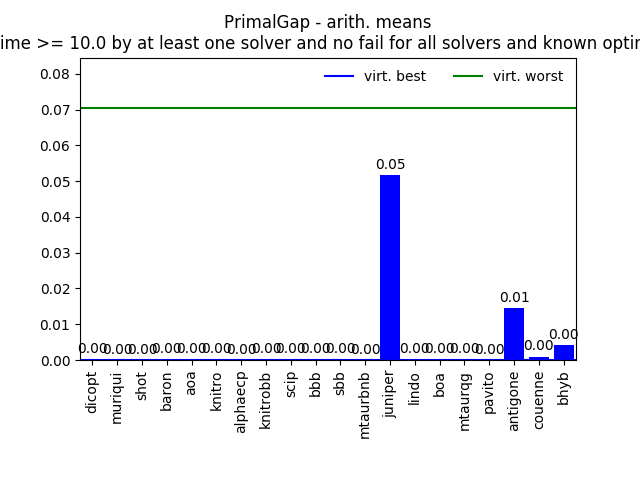 PrimalGap - arith. means
ime >= 10.0 by at least one solver and no fail for all solvers and known optir
virt. best
virt. worst
0.08
0.07
0.06
0.05
0.04
0.03
0.02
0.01
0.00
0.00 0.00 0.00 0.00 0.00 0.00 0.00 0.00 0.00 0.00 0.00 0.00 0.05 0.00 0.00 0.00 0.00 0.01 0.00 0.00
dicopt
muriqui
shot
baron
aoa
knitro
alphaecp
knitrobb
scip
bbb
sbb
mtaurbnb
juniper
lindo
boa
mtaurqg
pavito
antigone
couenne
bhyb